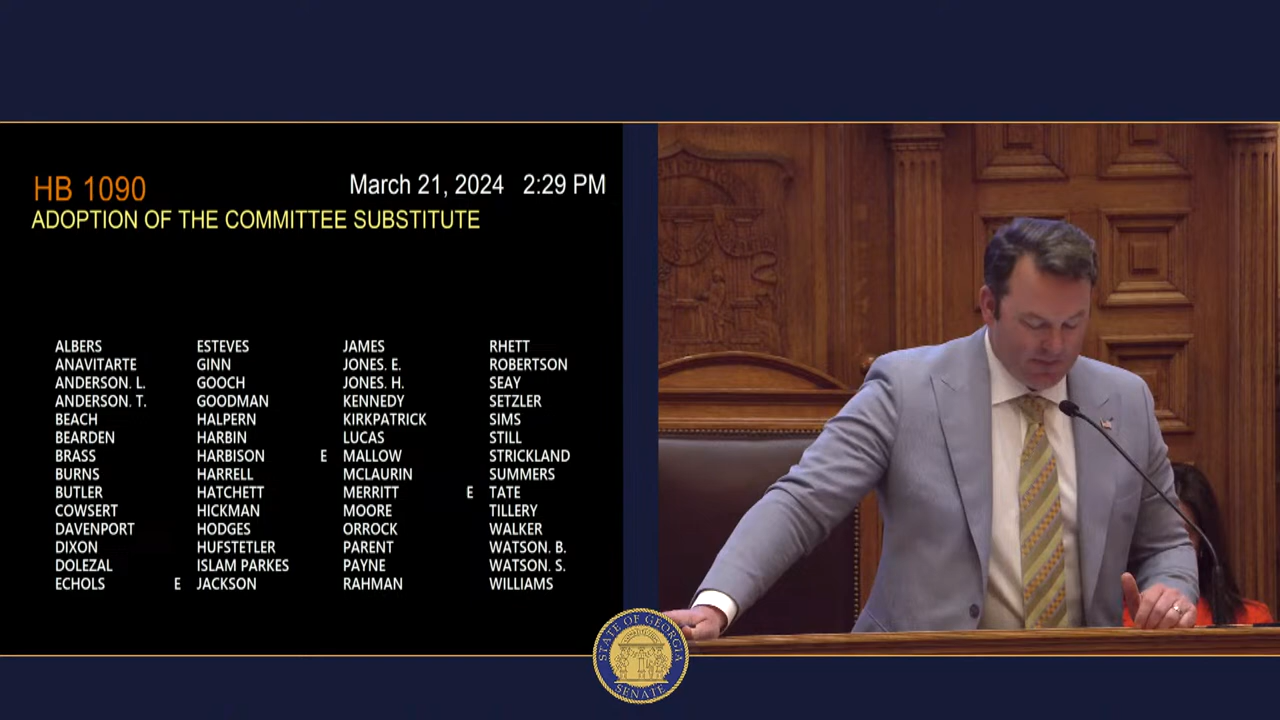 HB 1090
March 21, 2024 2:29 PM
ADOPTION OF THE COMMITTEE SUBSTITUTE
ALBERS
ANAVITARTE
ANDERSON. L.
ANDERSON. T.
BEACH
BEARDEN
BRASS
BURNS
BUTLER
COWSERT
DAVENPORT
DIXON
DOLEZAL
ECHOLS
ESTEVES
GINN
GOOCH
GOODMAN
HALPERN
HARBIN
HARBISON
HARRELL
HATCHETT
HICKMAN
HODGES
HUFSTETLER
ISLAM PARKES
E JACKSON
JAMES
JONES. E.
JONES. H.
KENNEDY
KIRKPATRICK
LUCAS
E MALLOW
MCLAURIN
MERRITT
MOORE
ORROCK
PARENT
PAYNE
RAHMAN
RHETT
ROBERTSON
SEAY
SETZLER
SIMS
STILL
STRICKLAND
SUMMERS
E TATE
TILLERY
WALKER
WATSON. B.
WATSON. S.
WILLIAMS
STATE OF GEORGIA
SENATE